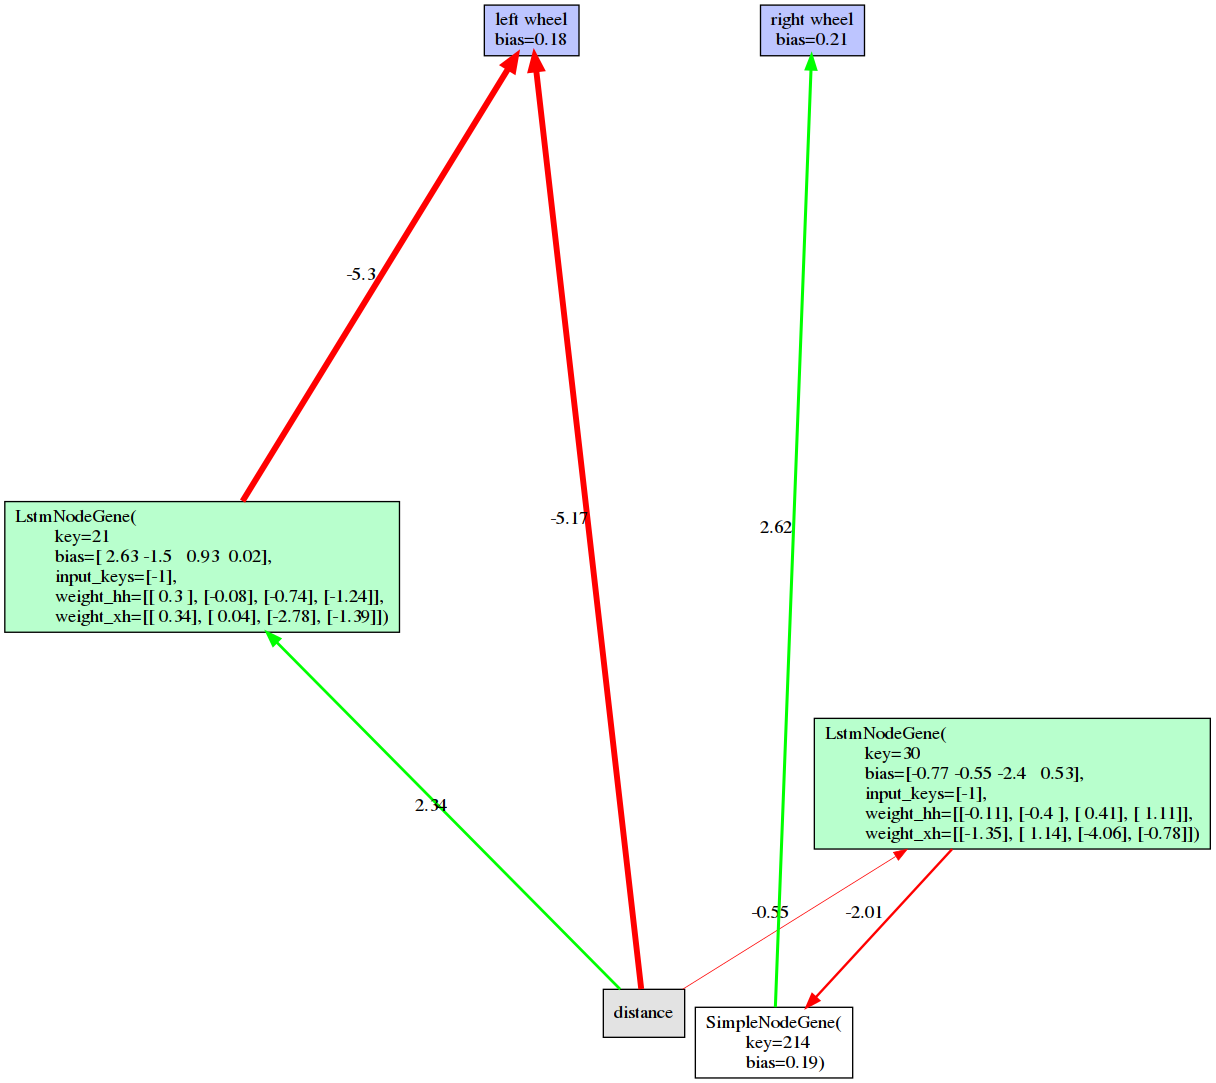 left wheel
bias=0.18
right wheel
bias=0.21
-5.3
-5.17
2.62
LstmNodeGene(
key=21
bias=[ 2.63 -1.5   0.93  0.02],
input_keys=[-1],
weight_hh=[[ 0.3 ], [-0.08], [-0.74], [-1.24]],
weight_xh=[[ 0.34], [ 0.04], [-2.78], [-1.39]])
LstmNodeGene(
key=30
bias=[-0.77 -0.55 -2.4   0.53],
input_keys=[-1],
weight_hh=[[-0.11], [-0.4 ], [ 0.41], [ 1.11]],
weight_xh=[[-1.35], [ 1.14], [-4.06], [-0.78]])
2.34
-0.55
-2.01
distance
SimpleNodeGene(
key=214
bias=0.19)